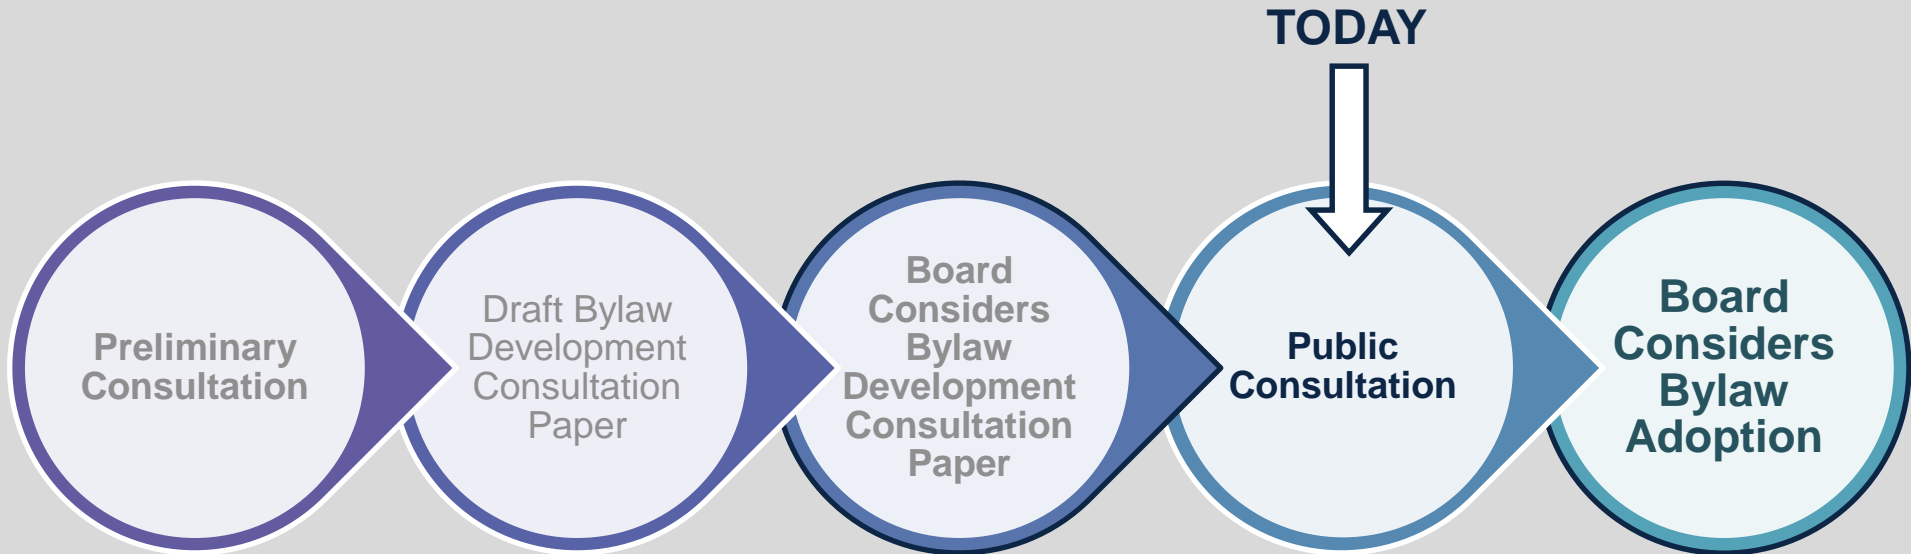 TODAY
Preliminary
Consultation
Draft Bylaw
Development
Consultation
Paper
Board
Considers
Bylaw
Development
Consultation
Paper
Public
Consultation
Board
Considers
Bylaw
Adoption